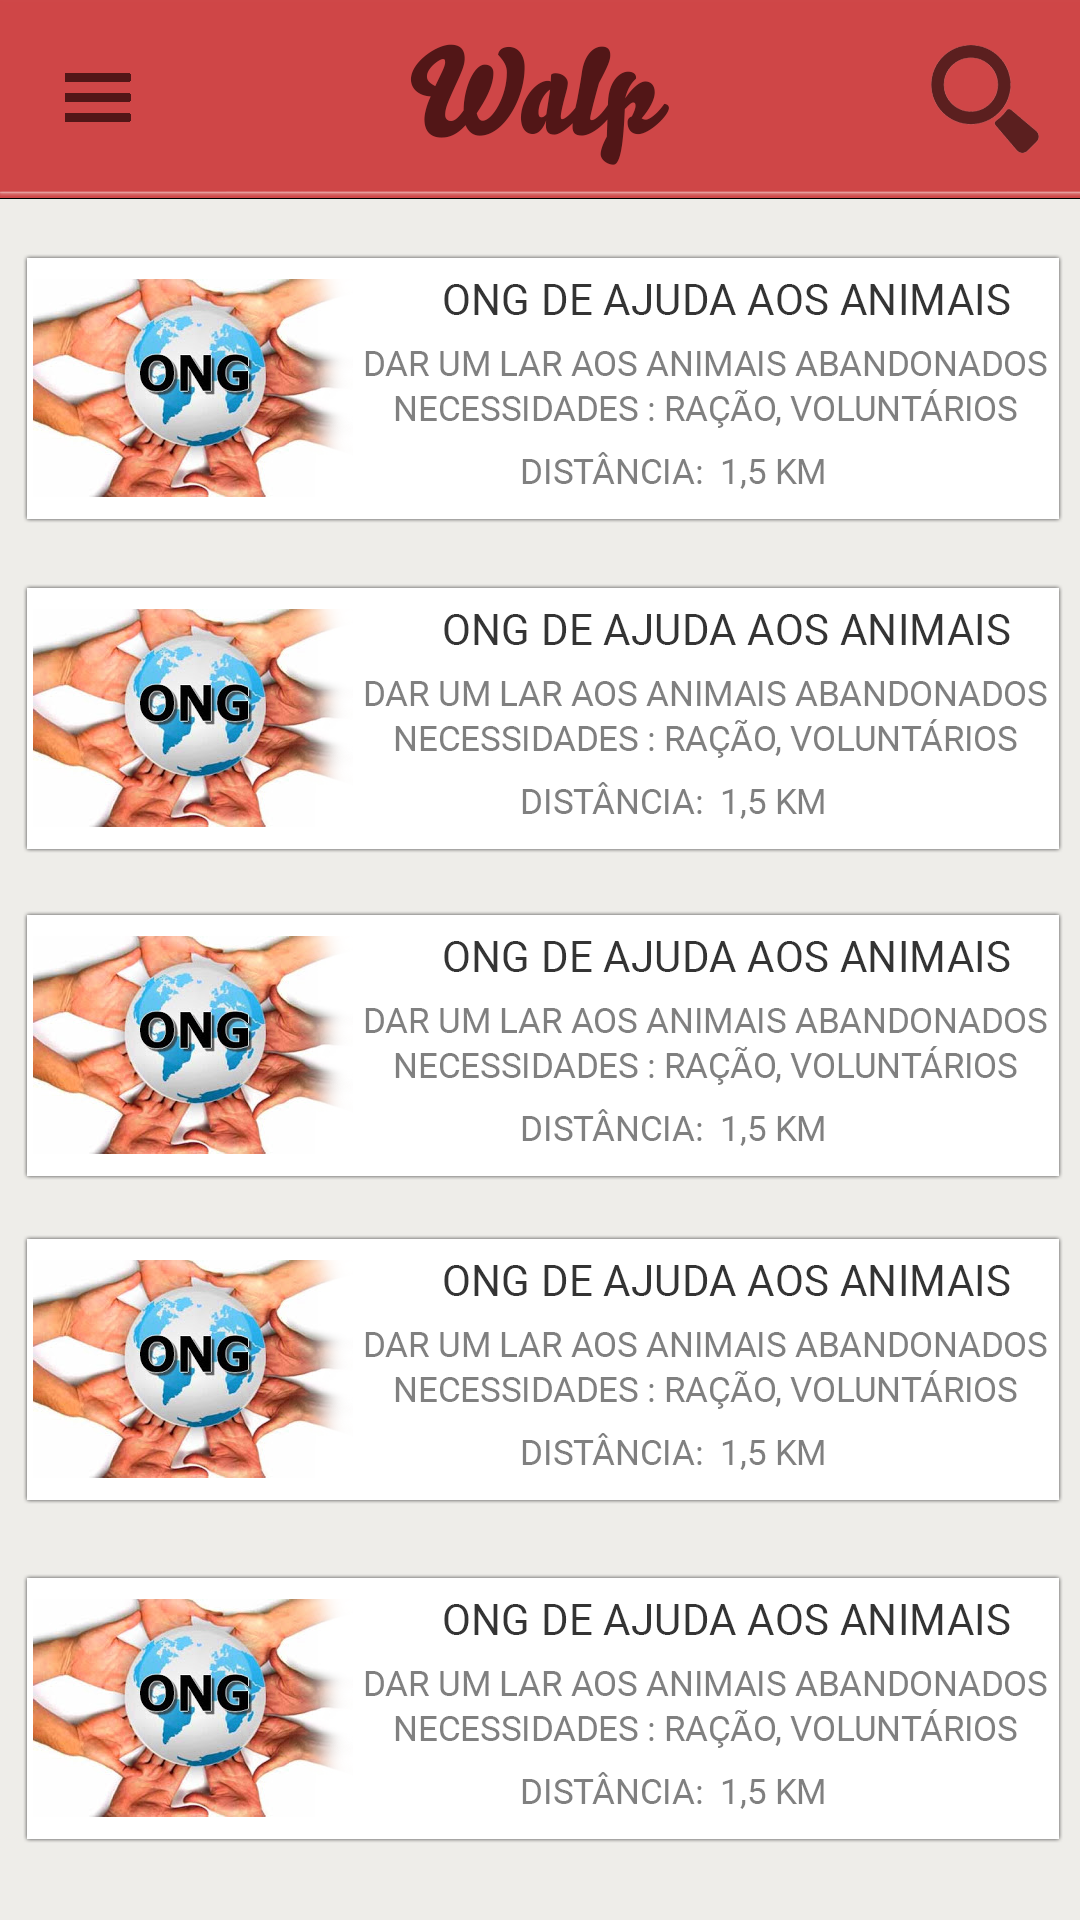 Walp
ONG
ONG DE AJUDA AOS ANIMAIS
DAR UM LAR AOS ANIMAIS ABANDONADOS
NECESSIDADES : RAÇÃO, VOLUNTÁRIOS
DISTÂNCIA: 1,5 KM
ONG
ONG DE AJUDA AOS ANIMAIS
DAR UM LAR AOS ANIMAIS ABANDONADOS
NECESSIDADES : RAÇÃO, VOLUNTÁRIOS
DISTÂNCIA: 1,5 KM
ONG
ONG DE AJUDA AOS ANIMAIS
DAR UM LAR AOS ANIMAIS ABANDONADOS
NECESSIDADES : RAÇÃO, VOLUNTÁRIOS
DISTÂNCIA: 1,5 KM
ONG
ONG DE AJUDA AOS ANIMAIS
DAR UM LAR AOS ANIMAIS ABANDONADOS
NECESSIDADES : RAÇÃO, VOLUNTÁRIOS
DISTÂNCIA: 1,5 KM
ONG
ONG DE AJUDA AOS ANIMAIS
DAR UM LAR AOS ANIMAIS ABANDONADOS
NECESSIDADES : RAÇÃO, VOLUNTÁRIOS
DISTÂNCIA: 1,5 KM